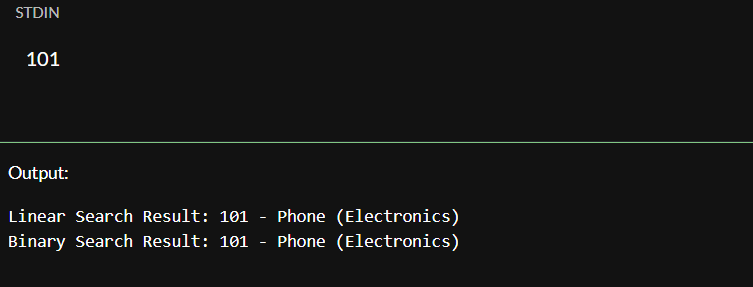 STDIN
101
Output:
Linear Search Result: 101 - Phone (Electronics)
Binary Search Result: 101 - Phone (Electronics)